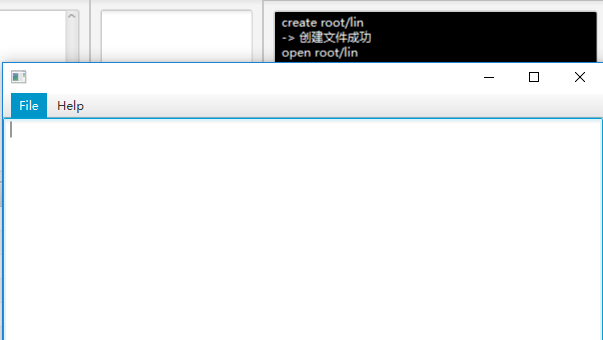 create root/lin
-> 创建文件成功
open root/lin
File Help